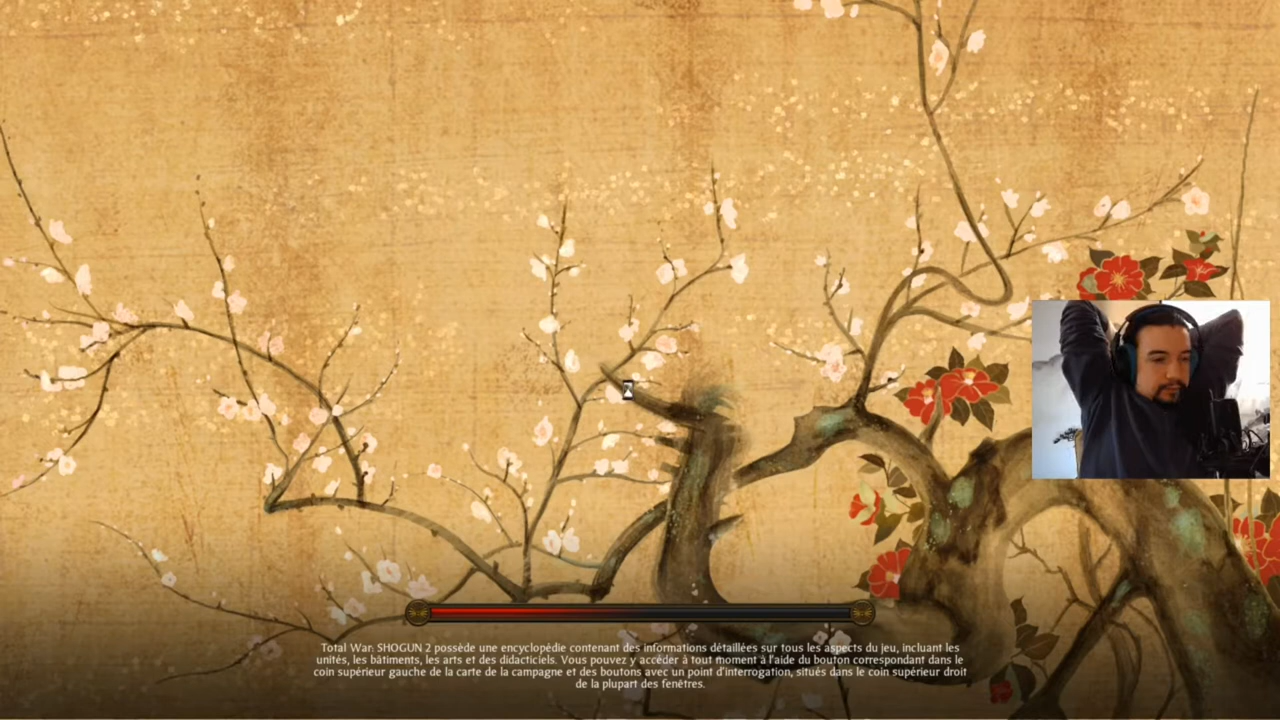 Total War: SHOGUN 2 possède une encyclopédie contenant des informations détaillées sur tous les aspects du jeu, incluant les
unités, les bâtiments, les arts et des didacticiels. Vous pouvez y accéder à tout moment à l'aide du bouton correspondant dans le
coin supérieur gauche de la carte de la campagne et des boutons avec un point d'interrogation, situés dans le coin supérieur droit
de la plupart des fenêtres.